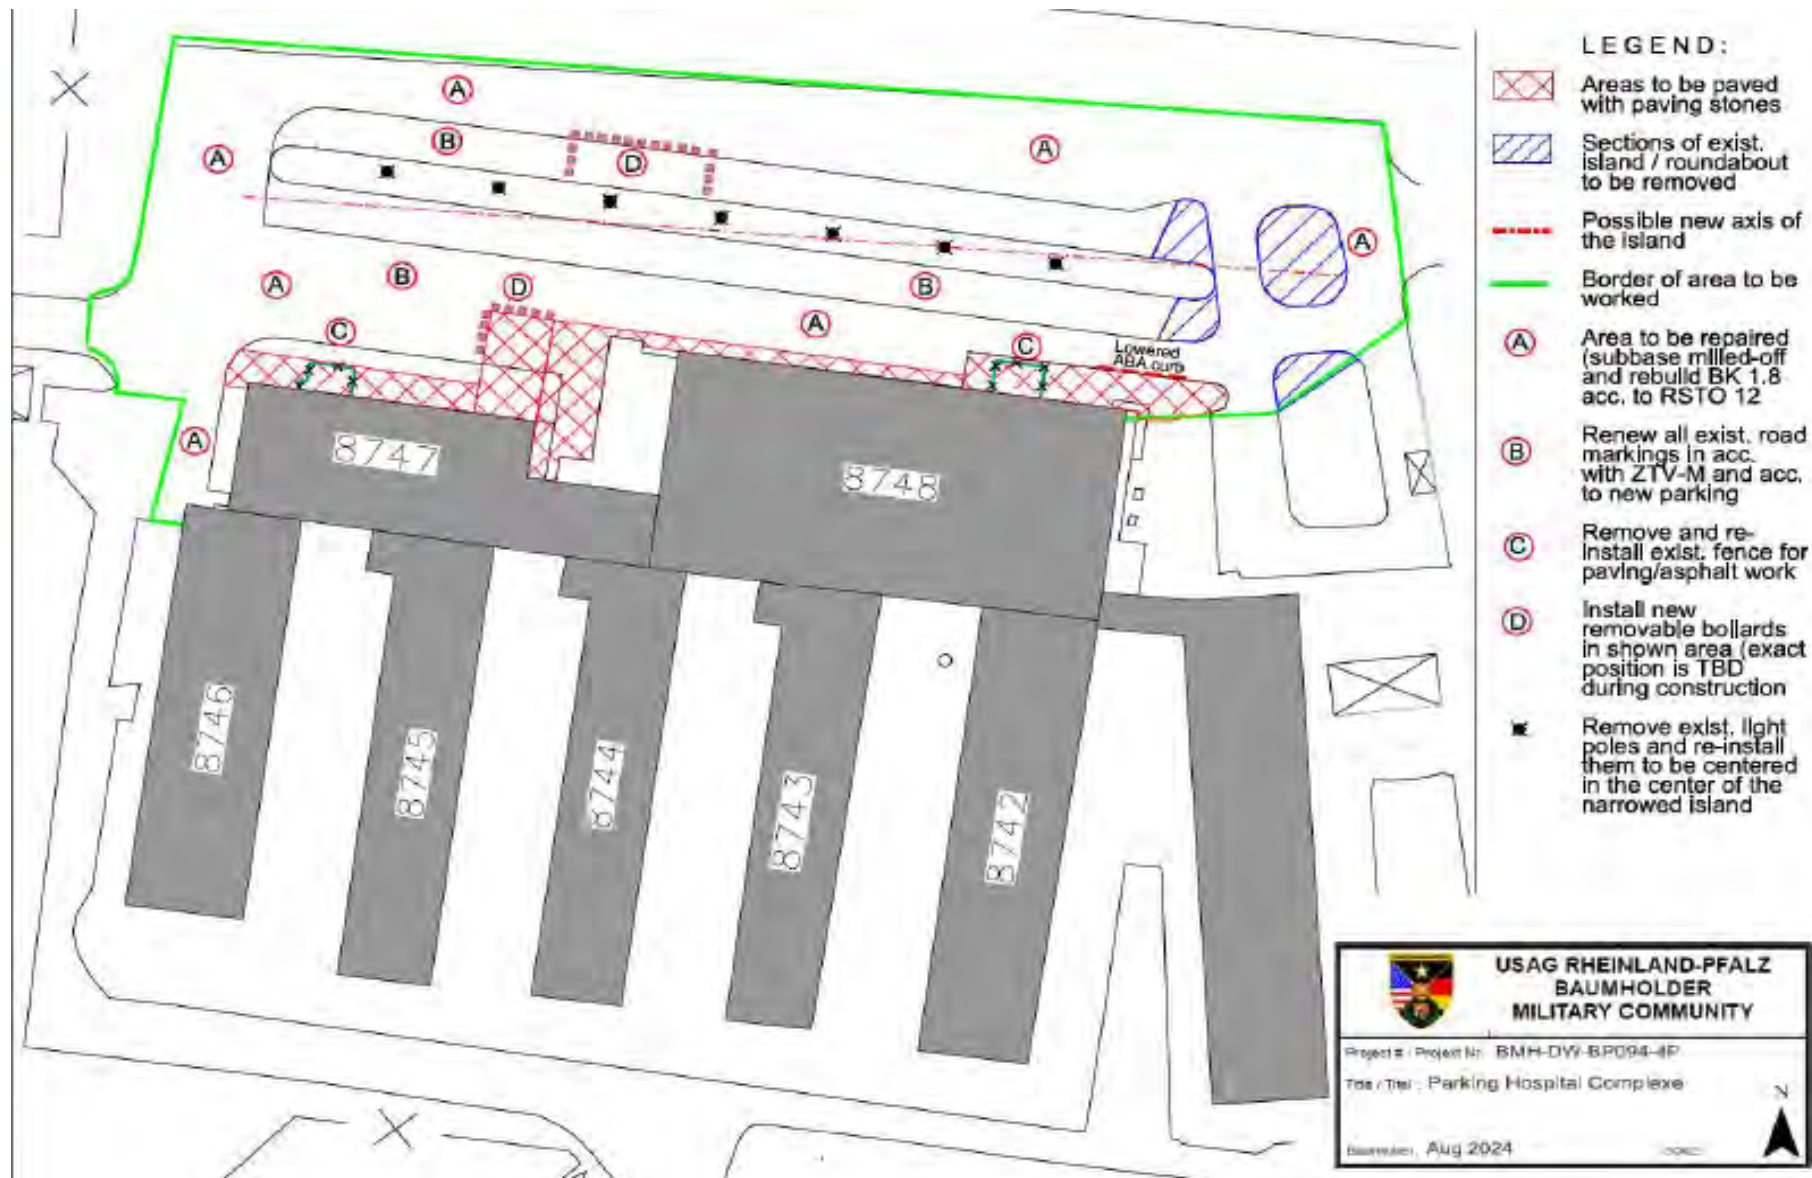 A
A
B
D
A
A
A
B
D
B
C
A
C
Lowered
ABA curb
A
8747
8748
8746
8745
8744
8743
8742
LEGEND:
Areas to be paved
with paving stones
Sections of exist.
island / roundabout
to be removed
Possible new axis of
the island
Border of area to be
worked
A
Area to be repaired
(subbase milled-off
and rebuild BK 1.8
acc. to RSTO 12
B
Renew all exist. road
markings in acc.
with ZTV-M and acc.
to new parking
C
Remove and re-
install exist. fence for
paving/asphalt work
D
Install new
removable bollards
in shown area (exact
position is TBD
during construction
Remove exist. light
poles and re-install
them to be centered
in the center of the
narrowed island
USAG RHEINLAND-PFALZ
BAUMHOLDER
MILITARY COMMUNITY
Project # / Projekt Nr. BMH-DW-BP094-4P
Title / Titel : Parking Hospital Complexe
N
Baumholder, Aug 2024